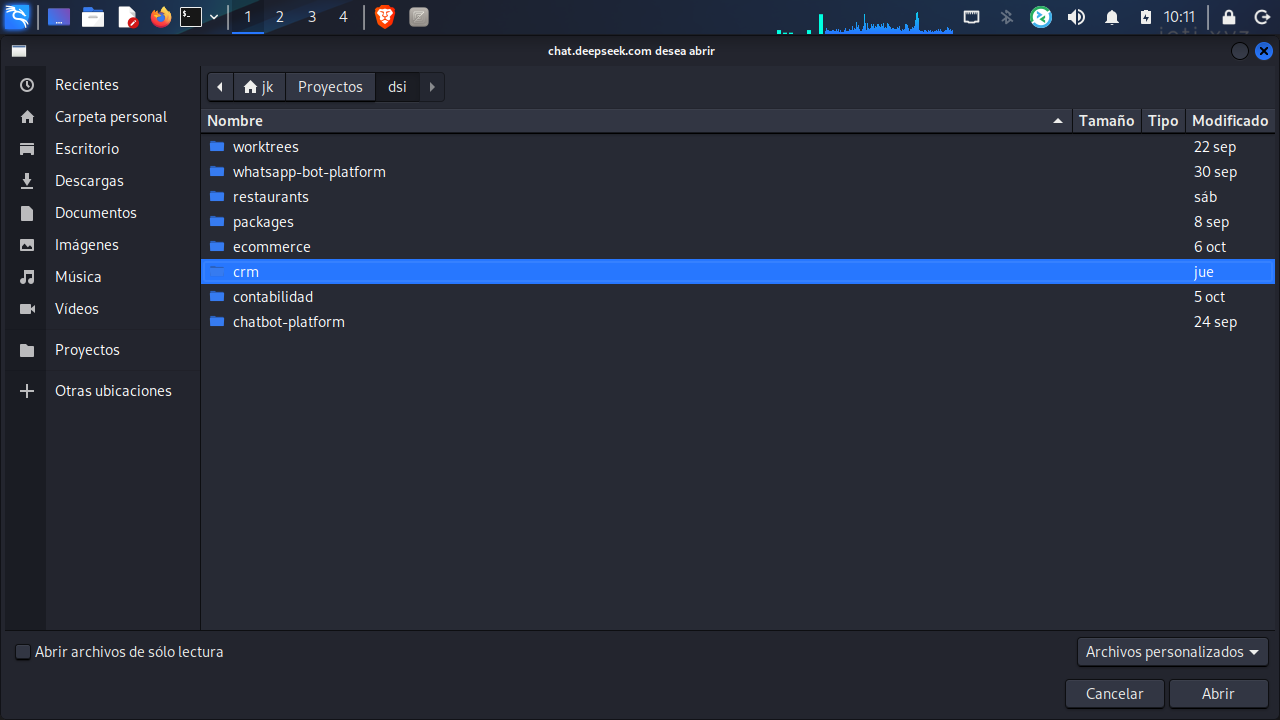 1 2 3 4 10:11
chat.deepseek.com desea abrir
Recientes
Carpeta personal
Escritorio
Descargas
Documentos
Imágenes
Música
Vídeos
Proyectos
Otras ubicaciones
jk Proyectos dsi
Nombre Tamaño Tipo Modificado
worktrees 22 sep
whatsapp-bot-platform 30 sep
restaurants sáb
packages 8 sep
ecommerce 6 oct
crm jue
contabilidad 5 oct
chatbot-platform 24 sep
Abrir archivos de sólo lectura Archivos personalizados
Cancelar Abrir